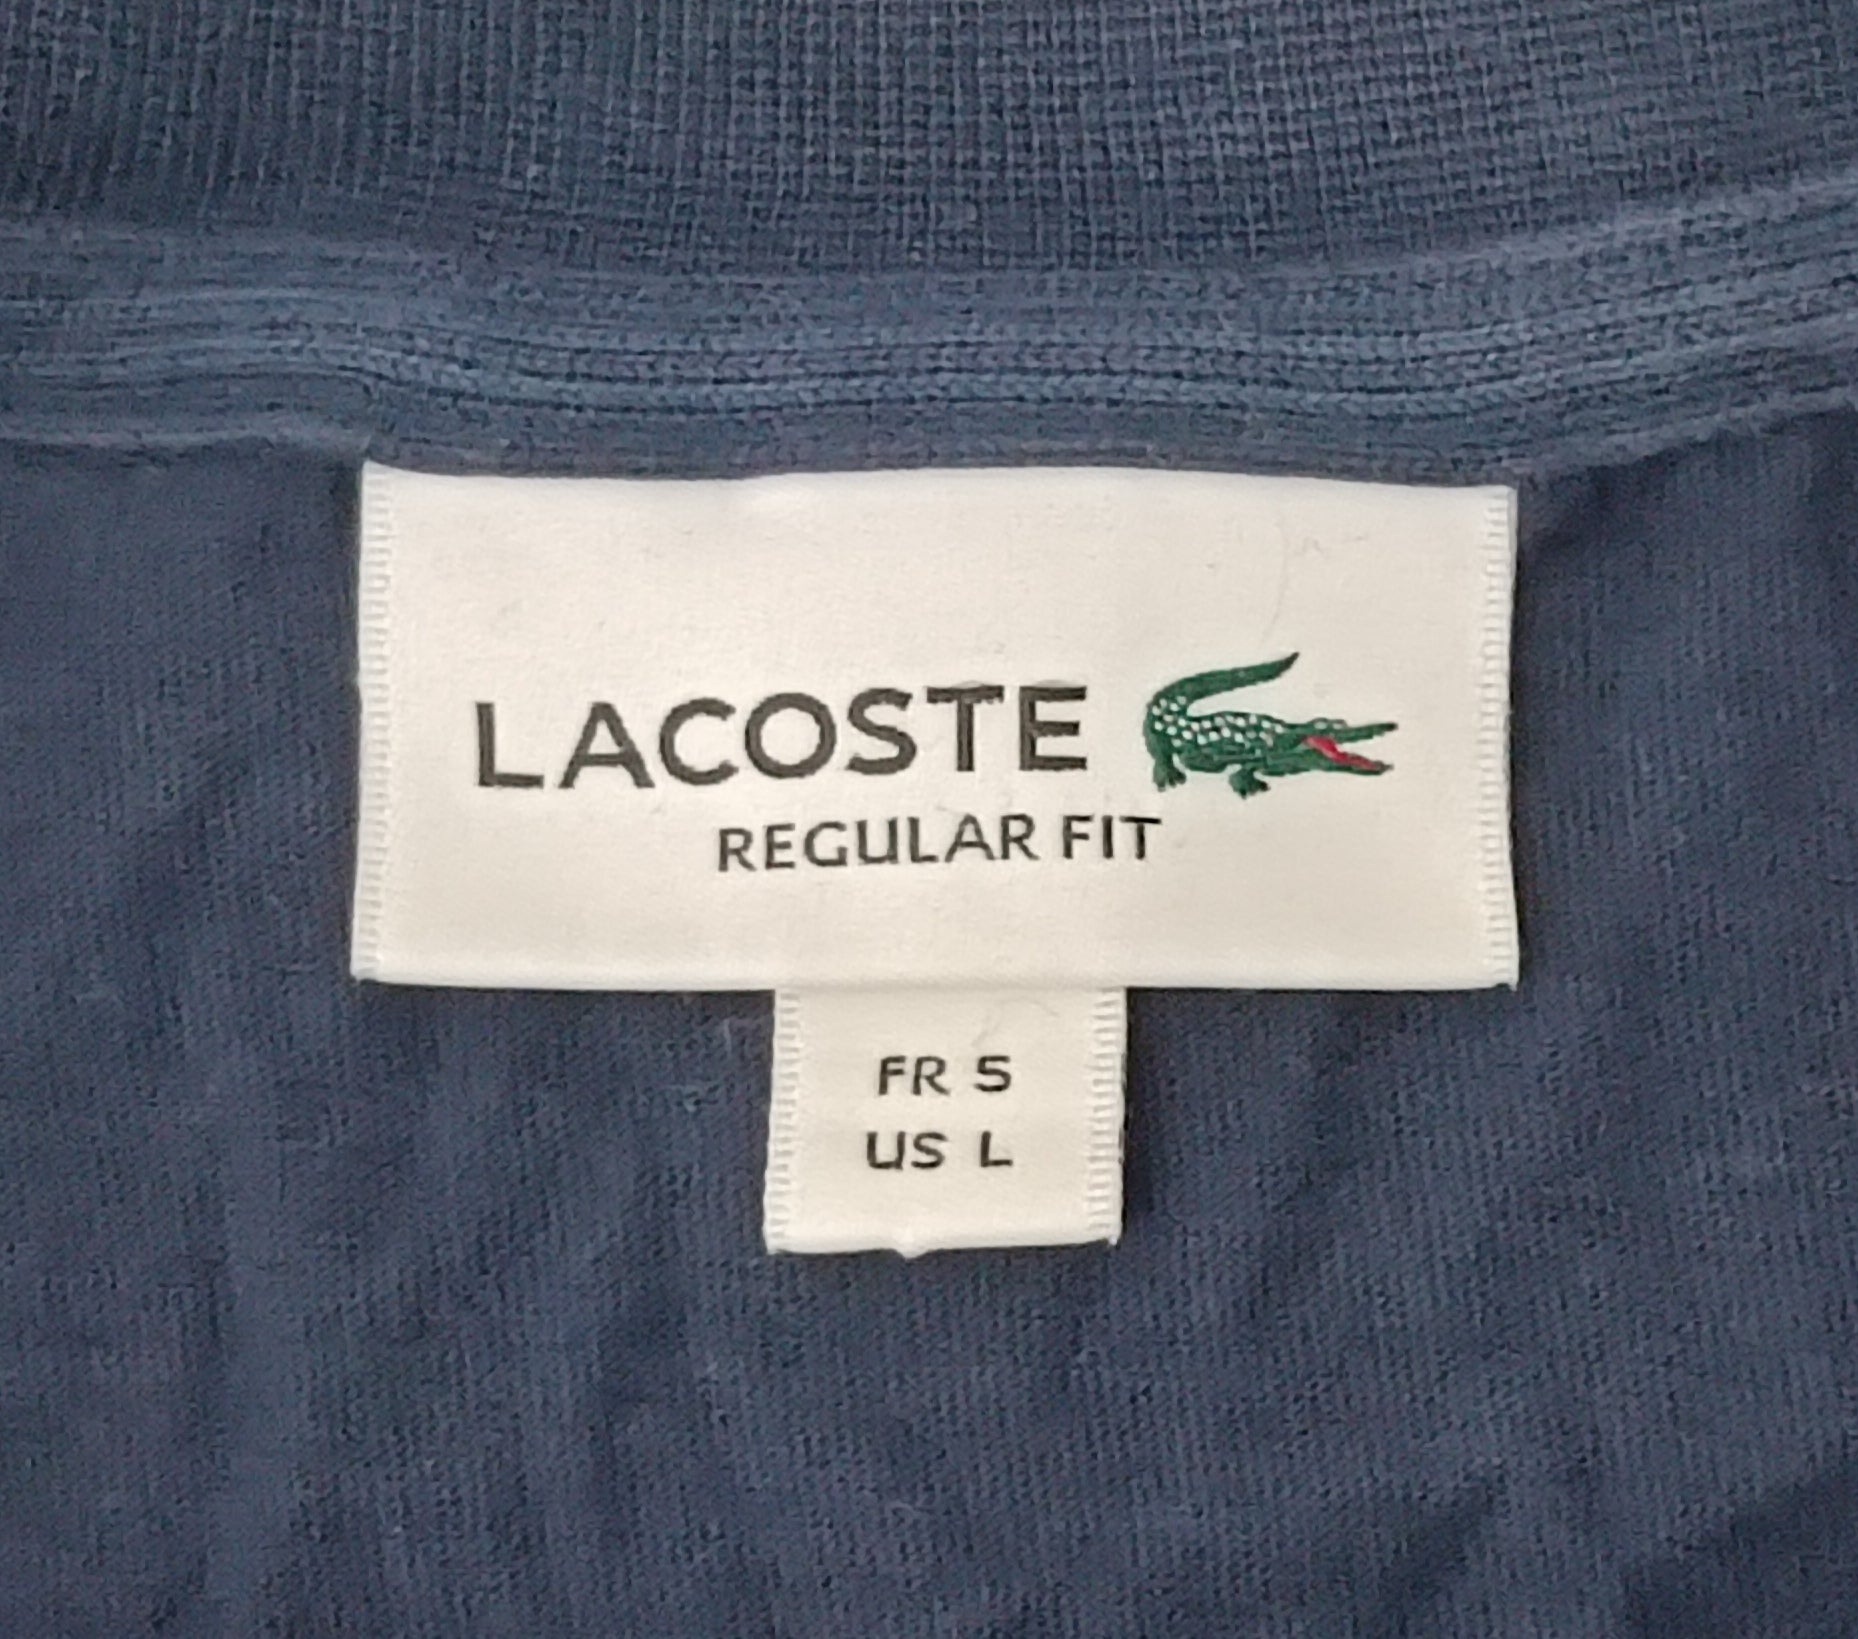 LACOSTE
REGULAR FIT
FR 5
US L